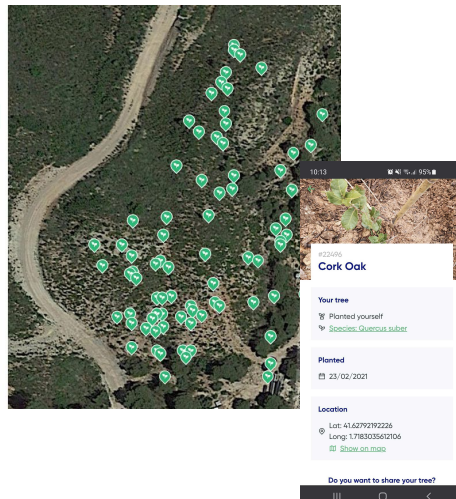 10:13
95%
#22496
Cork Oak
Your tree
Planted yourself
Species: Quercus suber
Planted
23/02/2021
Location
Lat: 41.62792192226
Long: 1.7183035612106
Show on map
Do you want to share your tree?